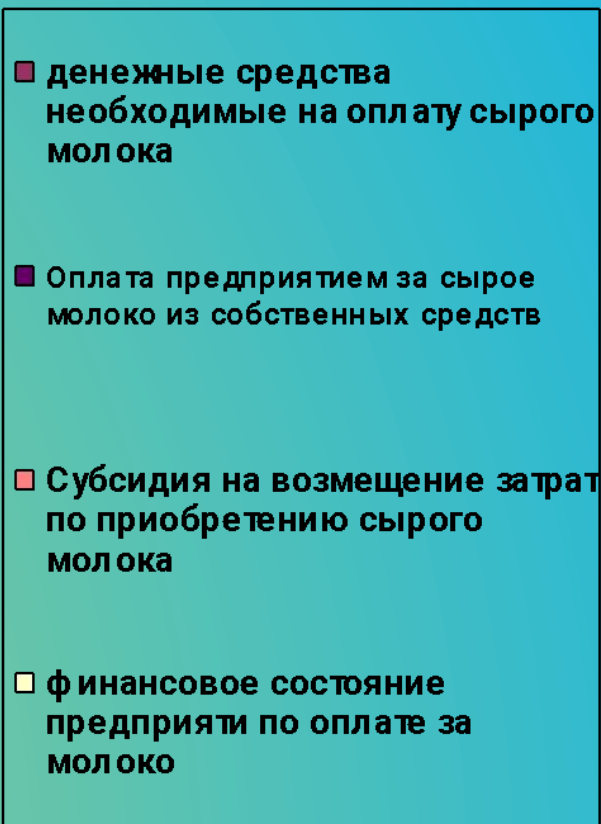 денежные средства
необходимые на оплату сырого
молока
Оплата предприятием за сырое
молоко из собственных средств
Субсидия на возмещение затрат
по приобретению сырого
молока
финансовое состояние
предприяти по оплате за
молоко